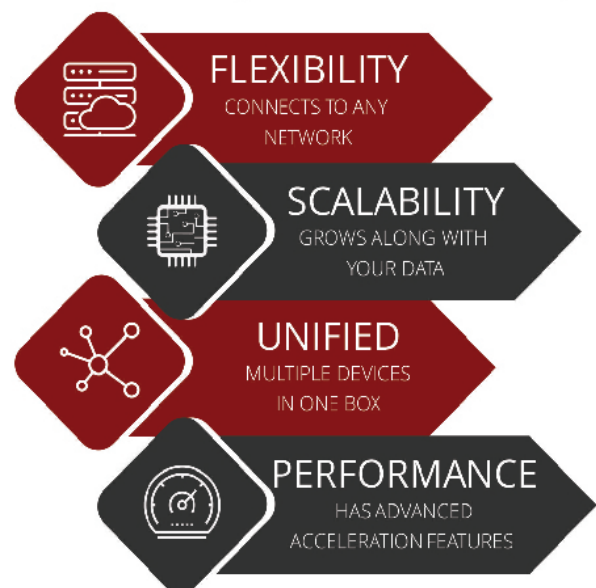 FLEXIBILITY
CONNECTS TO ANY
NETWORK
SCALABILITY
GROWS ALONG WITH
YOUR DATA
UNIFIED
MULTIPLE DEVICES
IN ONE BOX
PERFORMANCE
HAS ADVANCED
ACCELERATION FEATURES